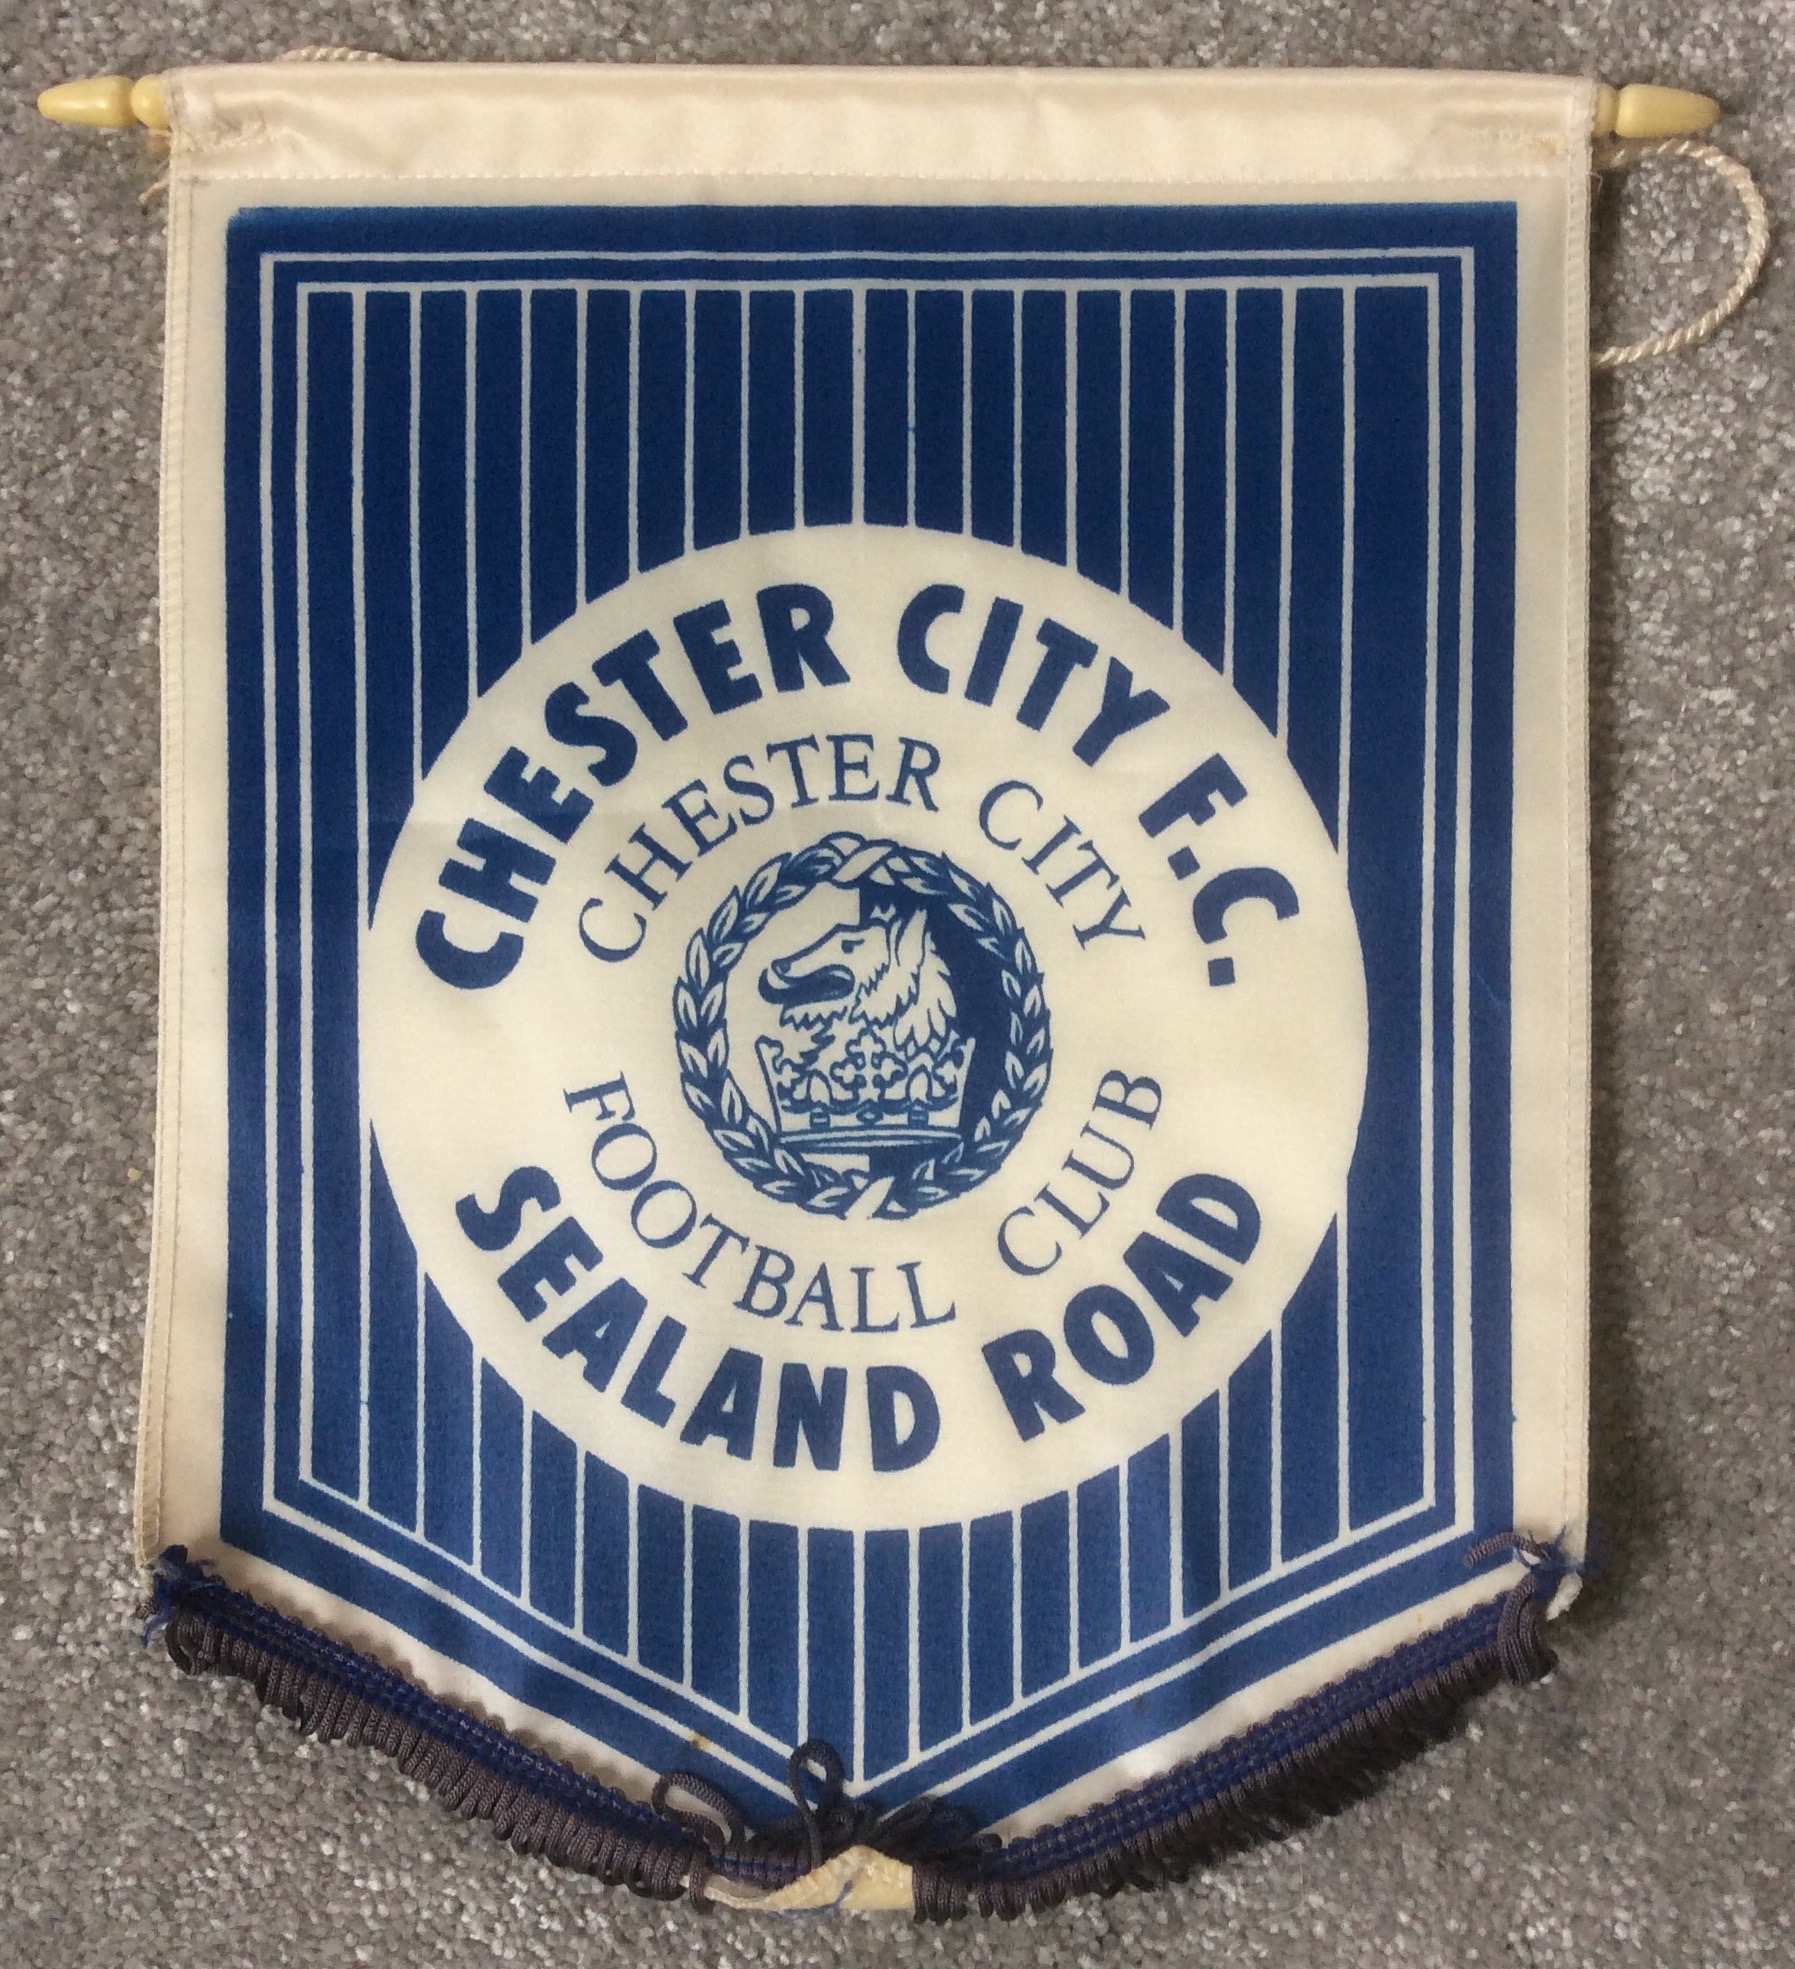 CHESTER CITY F.C.
CHESTER CITY
FOOTBALL CLUB
SEALAND ROAD